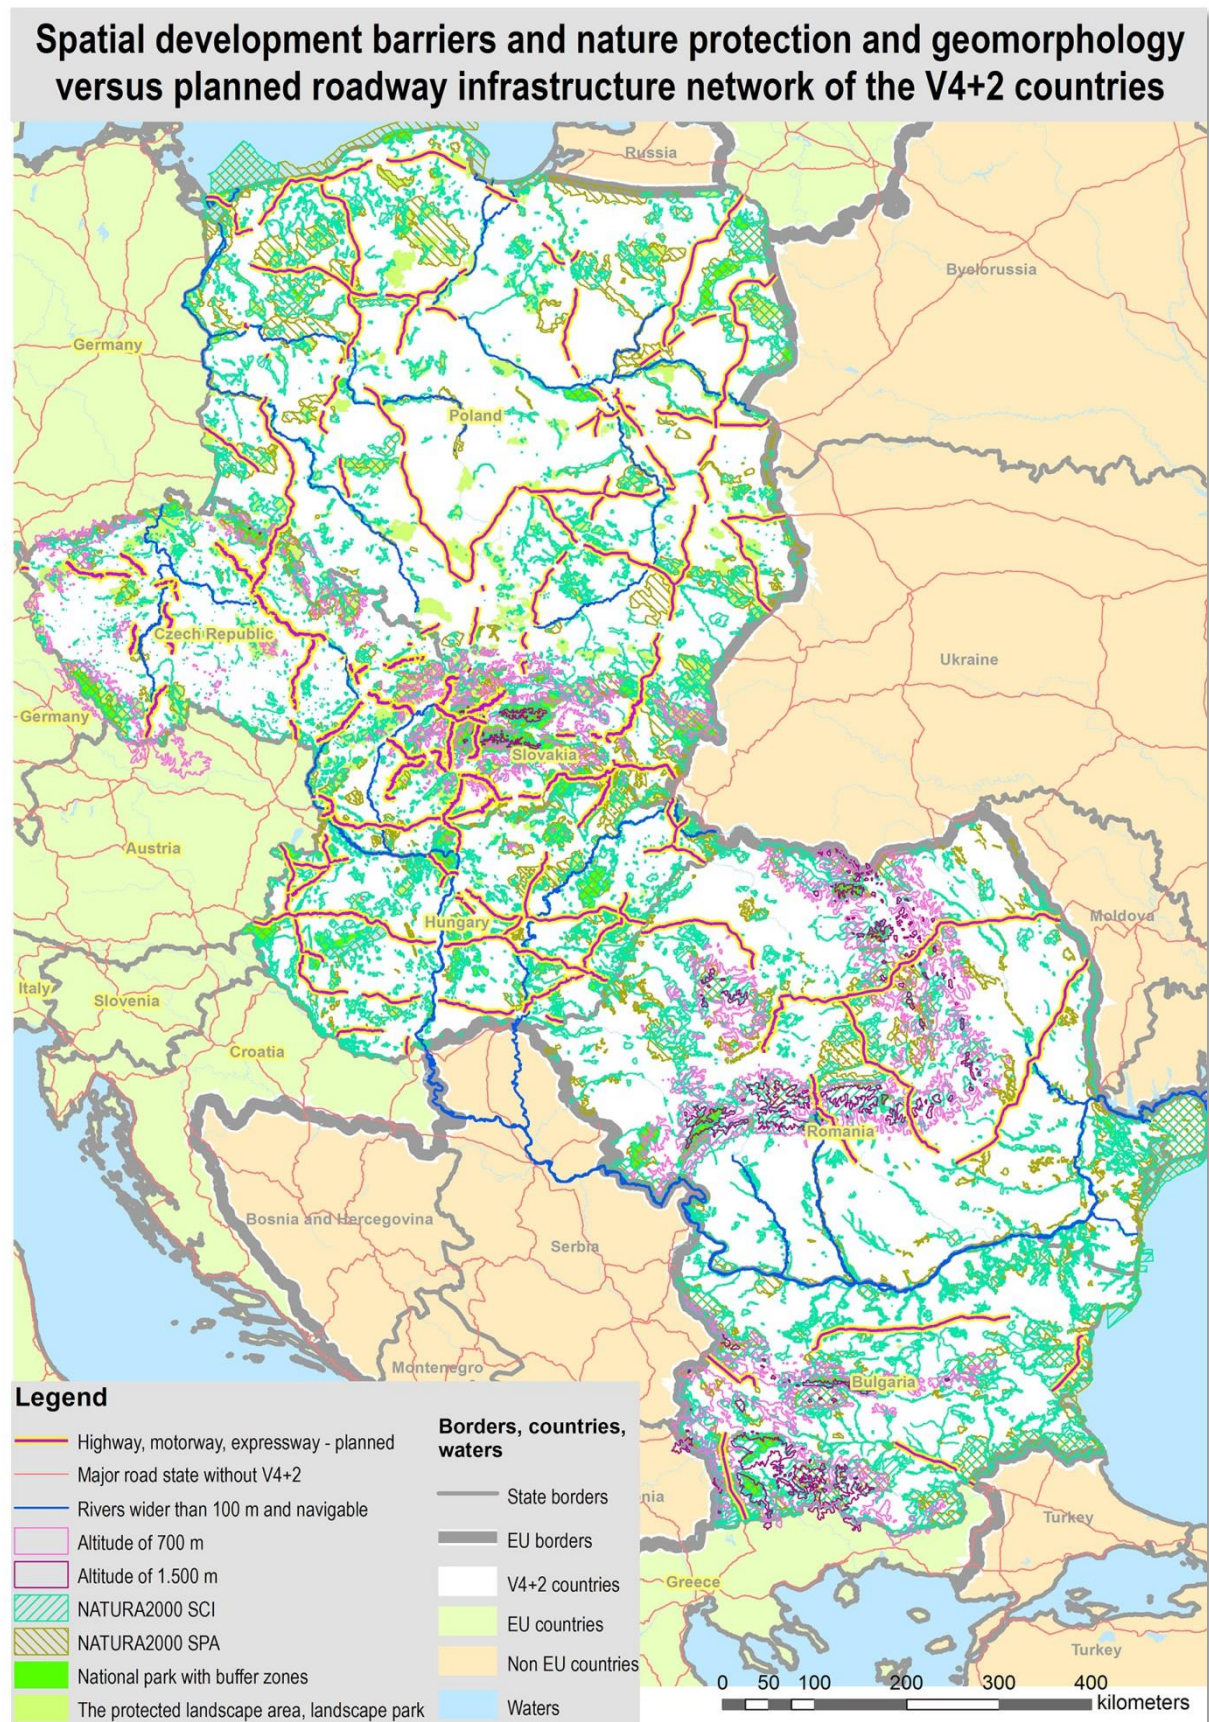 Spatial development barriers and nature protection and geomorphology
versus planned roadway infrastructure network of the V4+2 countries
Russia
Byelorussia
Germany
Poland
Czech Republic
Ukraine
Germany
Slovakia
Austria
Moldova
Hungary
Italy
Slovenia
Croatia
Romania
Bosnia and Hercegovina
Serbia
Montenegro
Bulgaria
Legend
Highway, motorway, expressway - planned
Major road state without V4+2
Rivers wider than 100 m and navigable
Altitude of 700 m
Altitude of 1.500 m
NATURA2000 SCI
NATURA2000 SPA
National park with buffer zones
The protected landscape area, landscape park
Borders, countries,
waters
State borders
EU borders
V4+2 countries
EU countries
Non EU countries
Waters
nia
Turkey
Greece
Turkey
0 50 100 200 300 400
kilometers